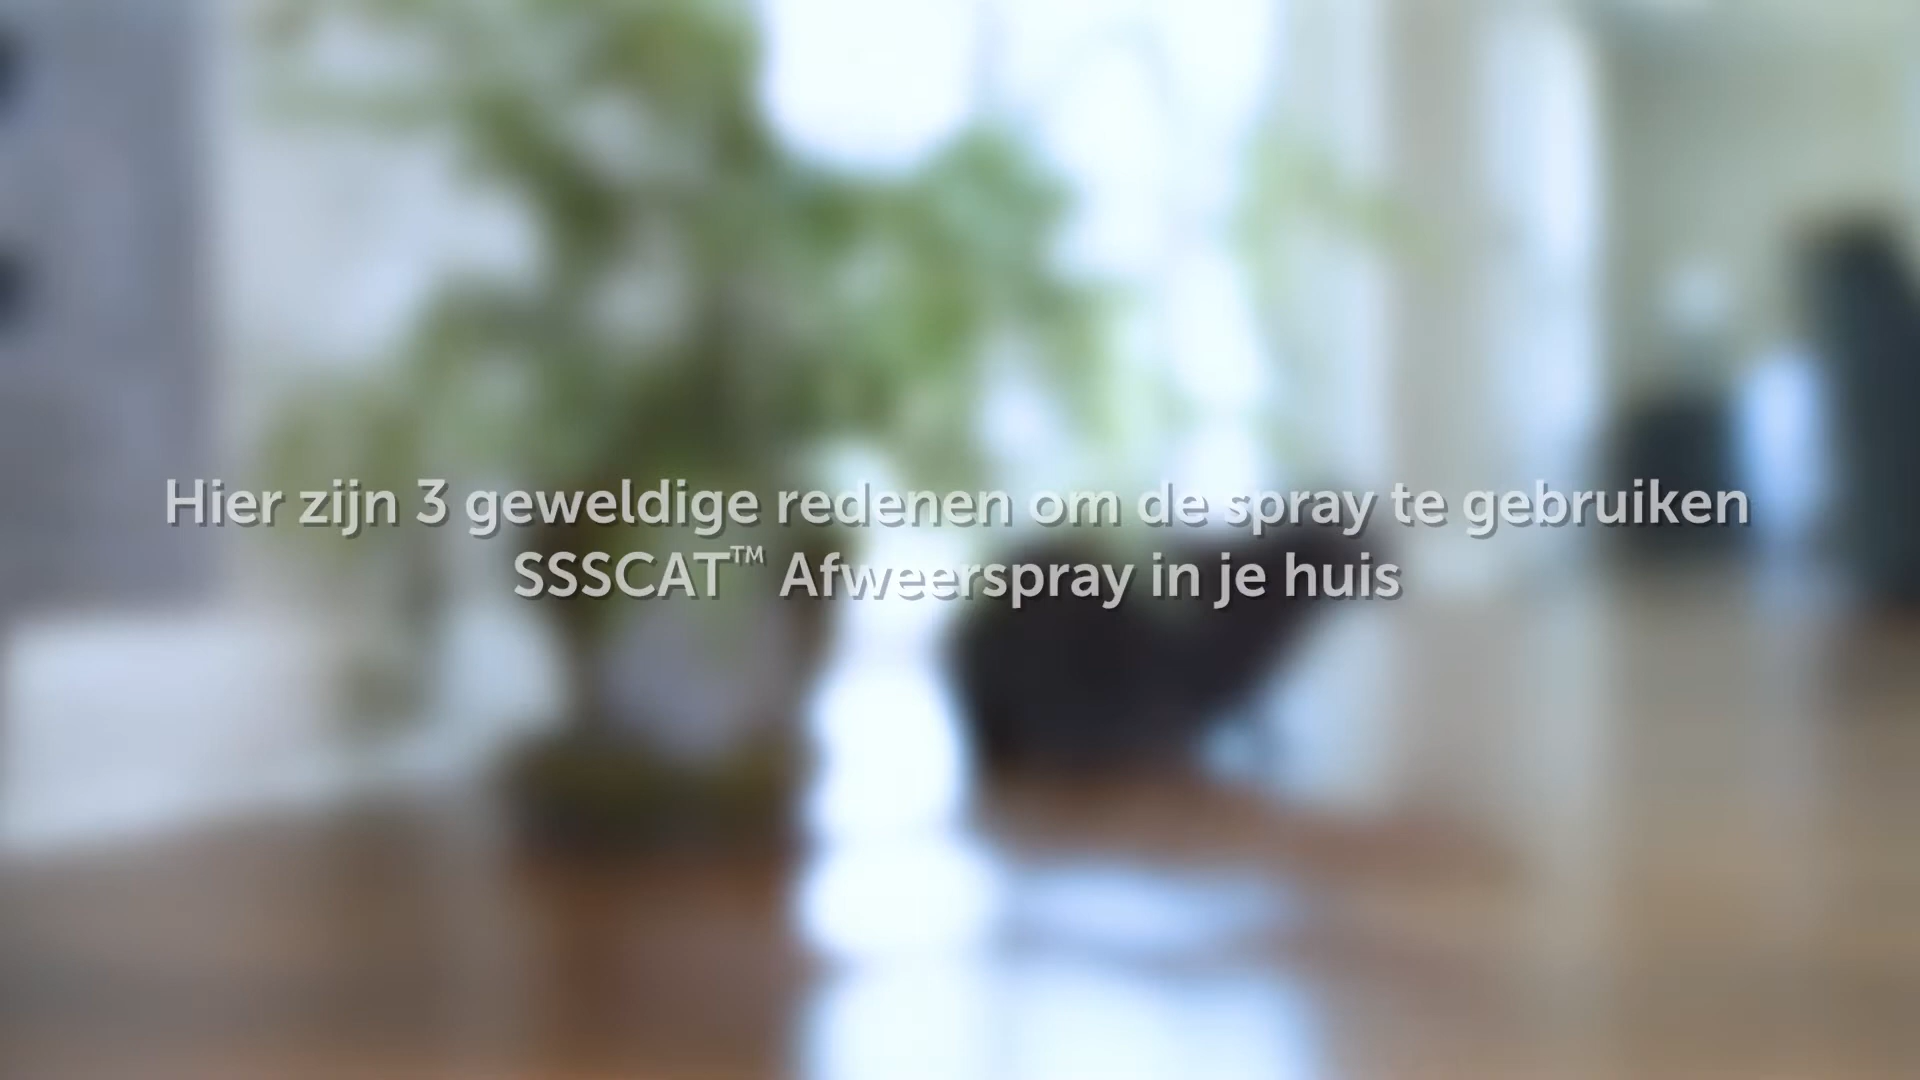 Hier zijn 3 geweldige redenen om de spray te gebruiken
SSSCAT™ Afweerspray in je huis